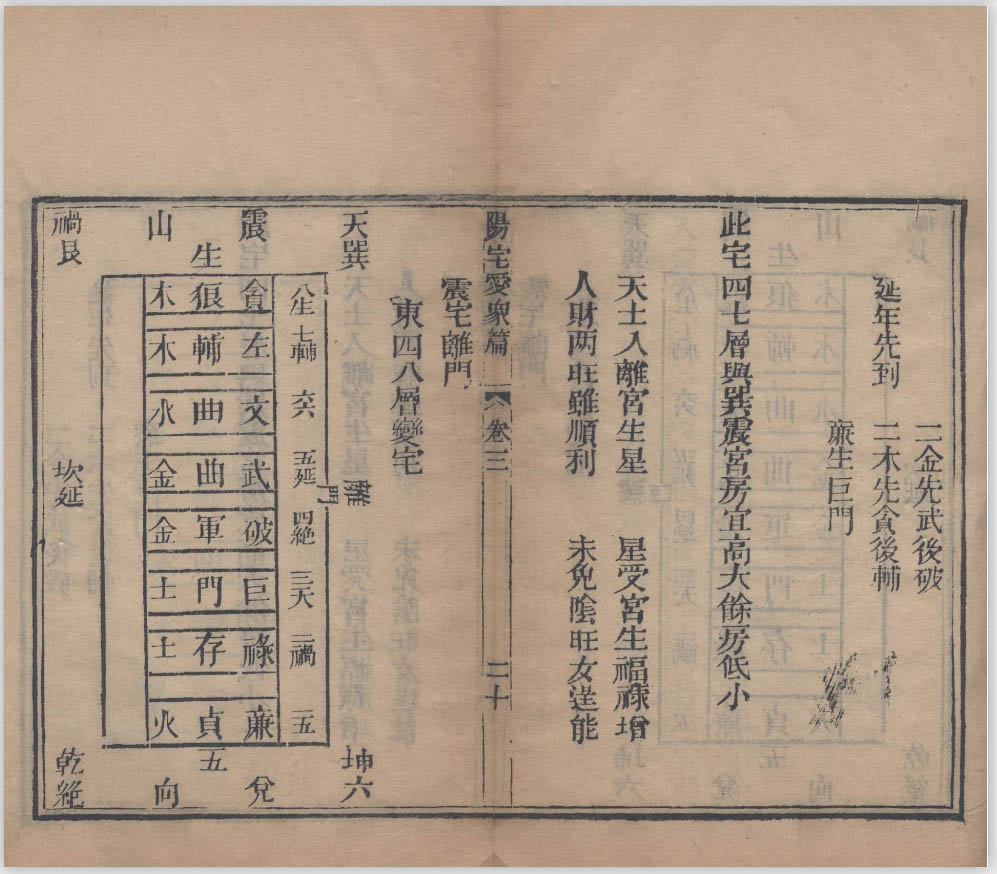 二金先武後破
延年先到 二木先貪後輔
廉生巨門
此宅四七層與巽震宮房宜高大餘房低小
天士入離宮生星 星受宮生福祿增
人財兩旺雖順利 未免陰旺女逞能
陽宅愛衆篇 卷三 二十
震宅離門
東四八層變宅
天巽 離門 坤六
八生 七輔 六六 五延 四絶 三天 二禍 一五
震 貪 左 文 武 破 巨 祿 廉 兌
生 狼 輔 曲 曲 軍 門 存 貞 五
山 木 木 水 金 金 土 土 火 向
禍艮 坎延 乾絶